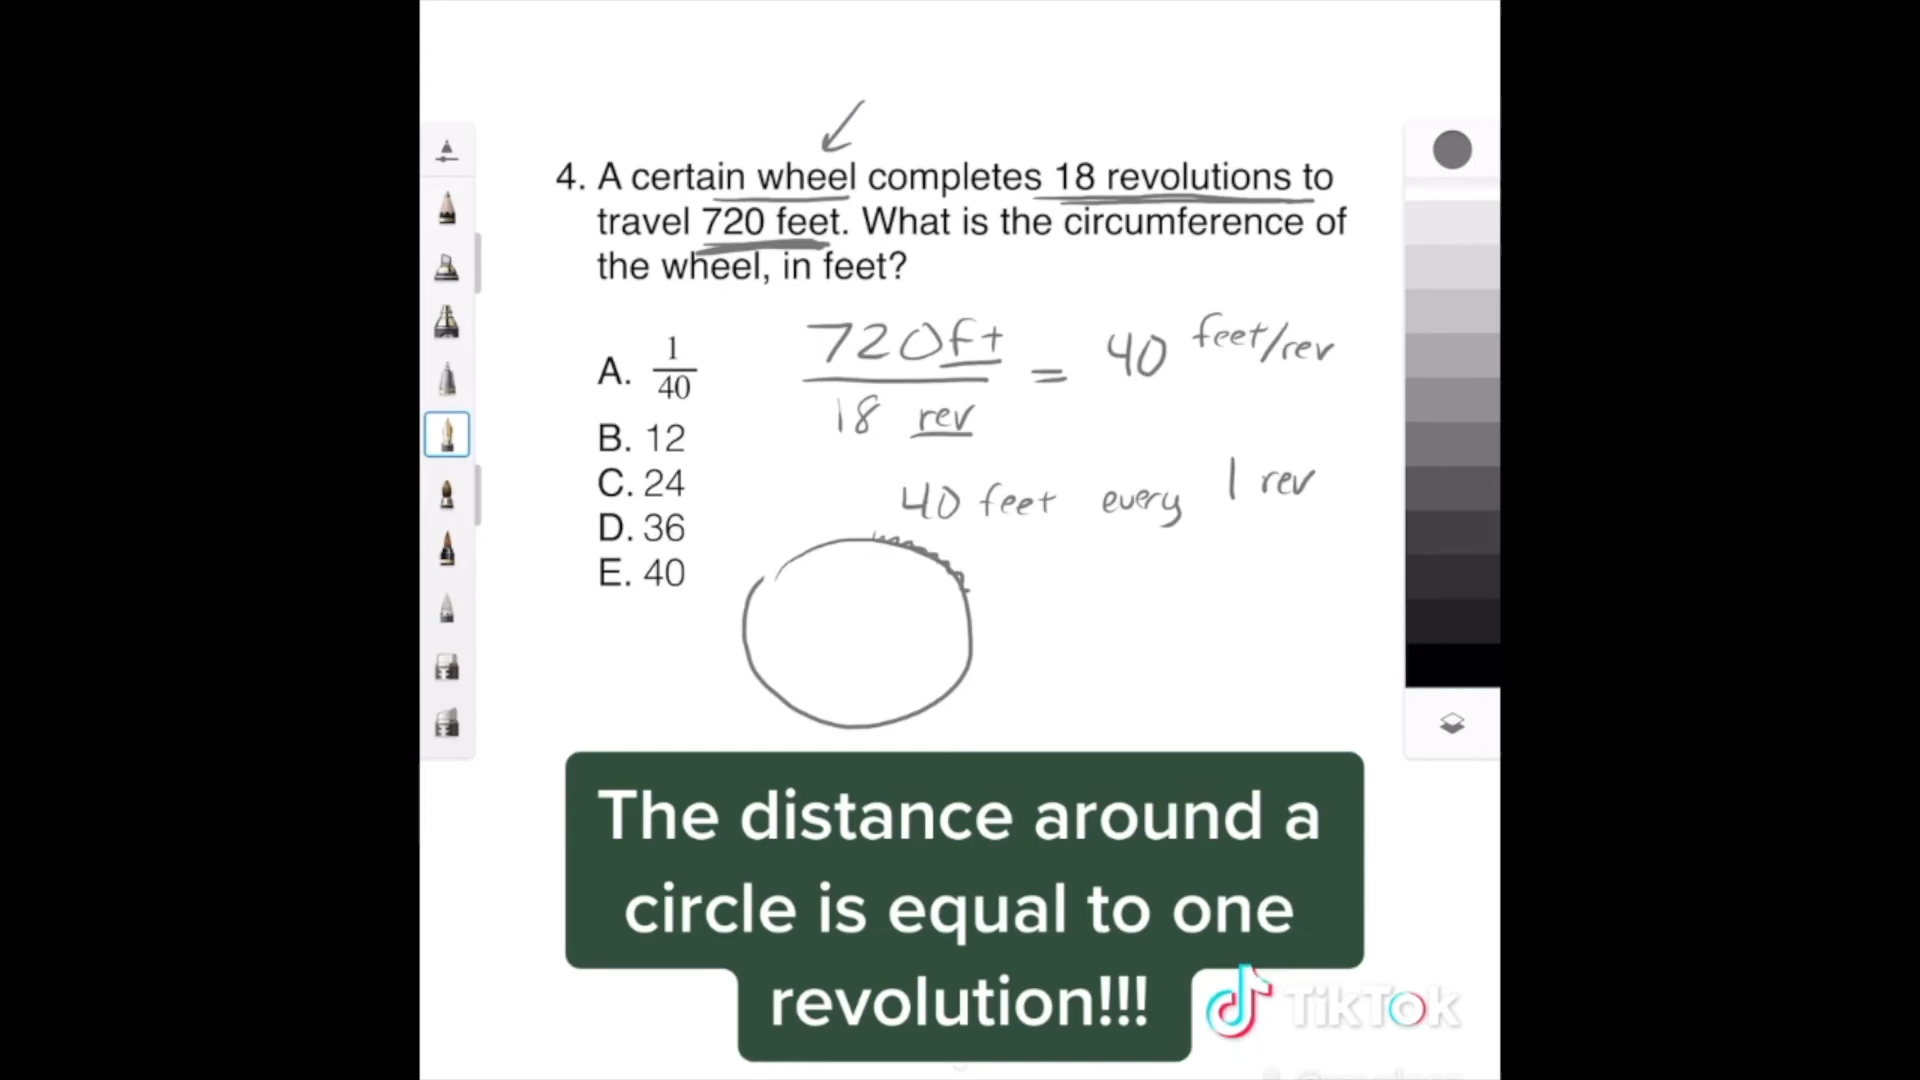 4. A certain wheel completes 18 revolutions to
travel 720 feet. What is the circumference of
the wheel, in feet?
A. 1/40
B. 12
C. 24
D. 36
E. 40
720ft / 18 rev = 40 feet/rev
40 feet every 1 rev
The distance around a
circle is equal to one
revolution!!!
TikTok